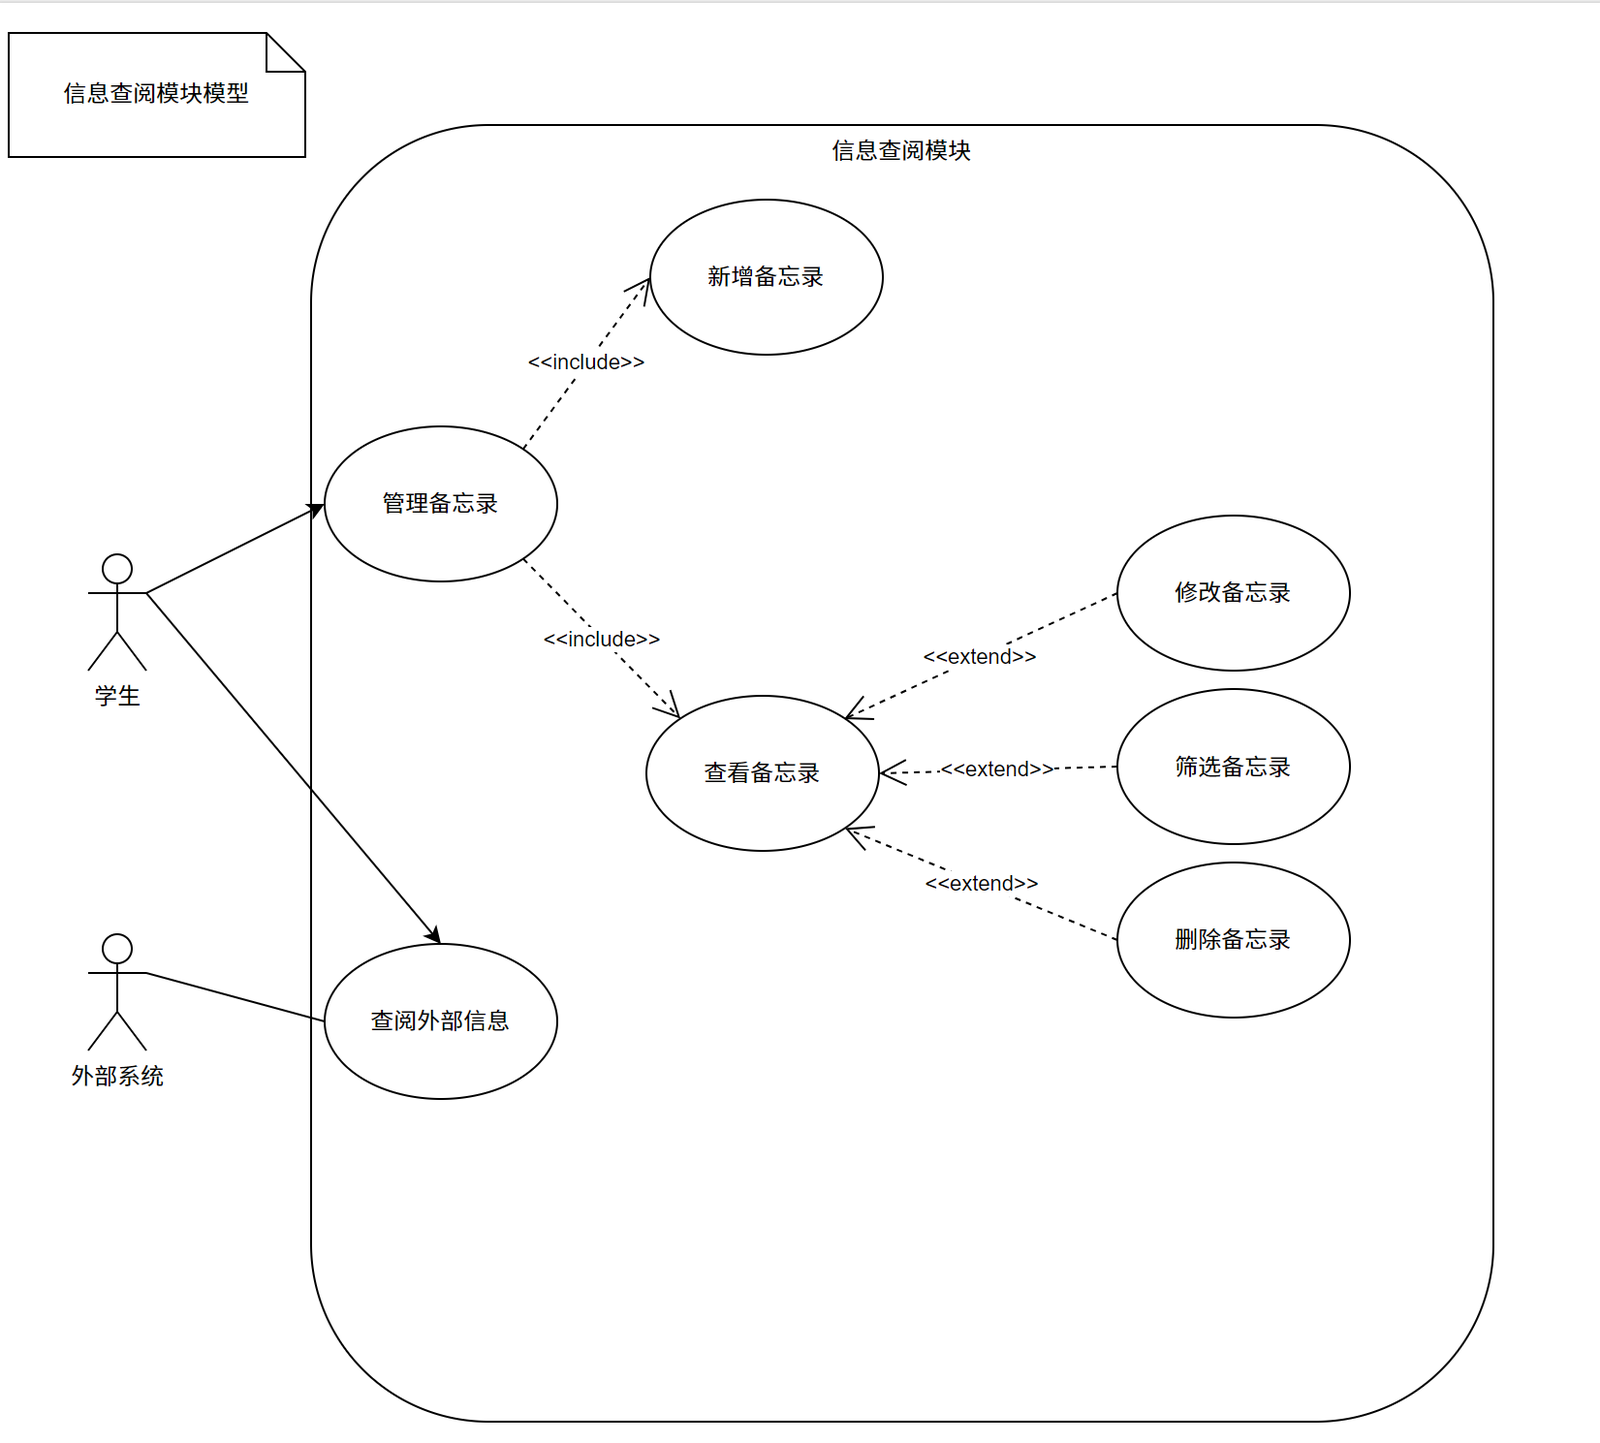 信息查阅模块模型
信息查阅模块
新增备忘录
<<include>>
管理备忘录
修改备忘录
<<include>>
<<extend>>
学生
查看备忘录
<<extend>>
筛选备忘录
<<extend>>
删除备忘录
查阅外部信息
外部系统